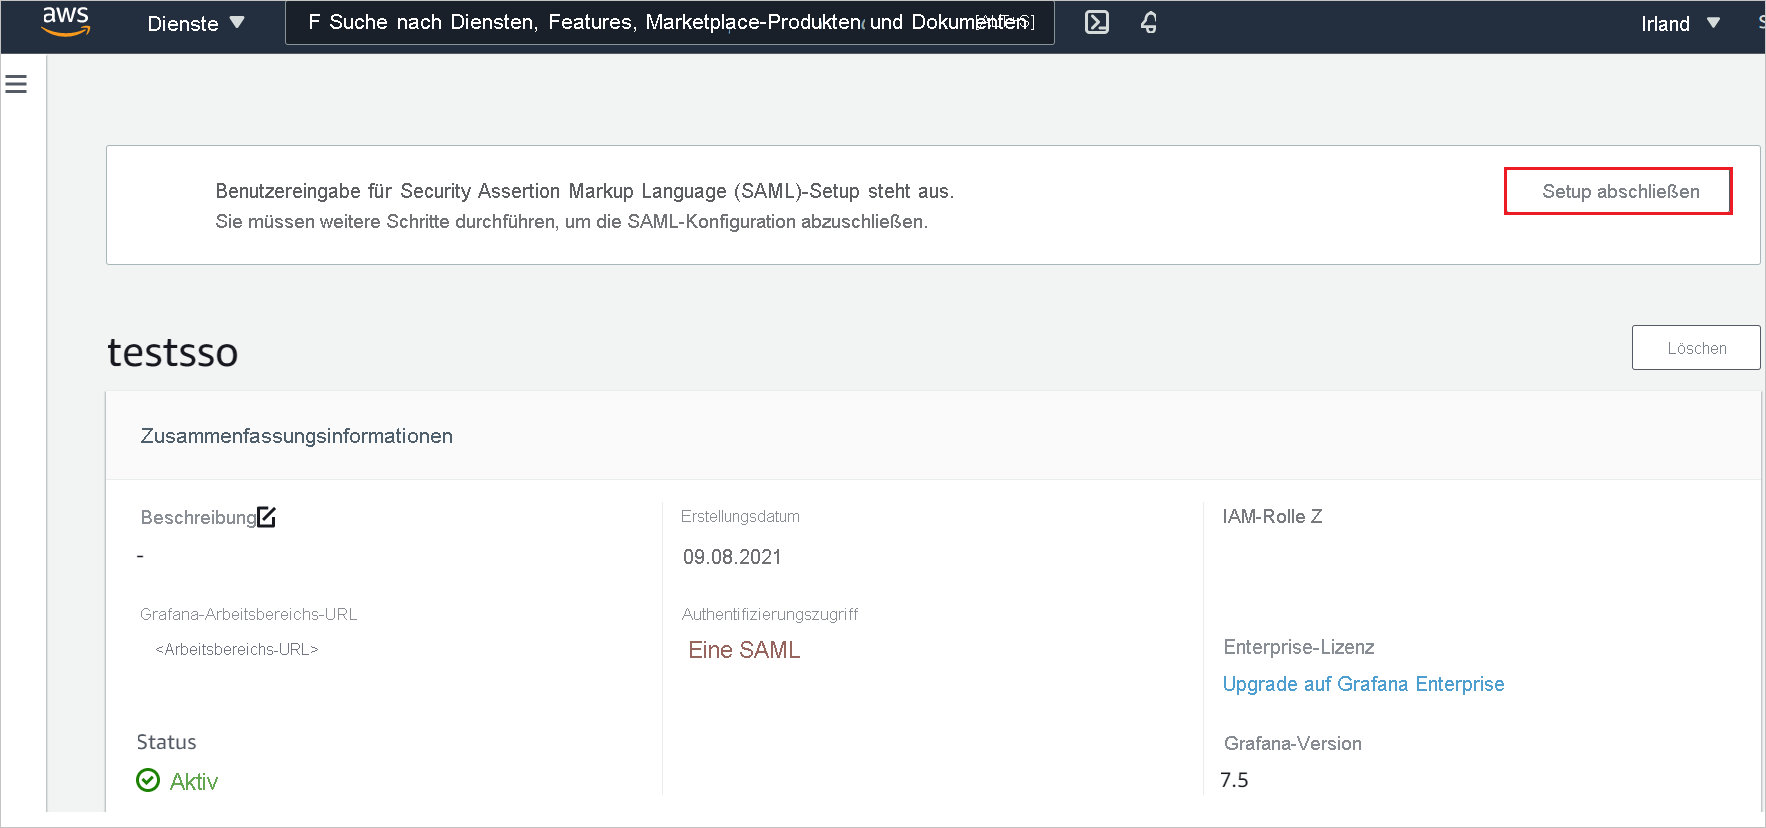 aws
Dienste
F Suche nach Diensten, Features, Marketplace-Produkten und Dokumenten
Irland
Benutzereingabe für Security Assertion Markup Language (SAML)-Setup steht aus.
Setup abschließen
Sie müssen weitere Schritte durchführen, um die SAML-Konfiguration abzuschließen.
testsso
Löschen
Zusammenfassungsinformationen
Beschreibung
-
Grafana-Arbeitsbereichs-URL
<Arbeitsbereichs-URL>
Status
Aktiv
Erstellungsdatum
09.08.2021
Authentifizierungszugriff
Eine SAML
IAM-Rolle Z
Enterprise-Lizenz
Upgrade auf Grafana Enterprise
Grafana-Version
7.5